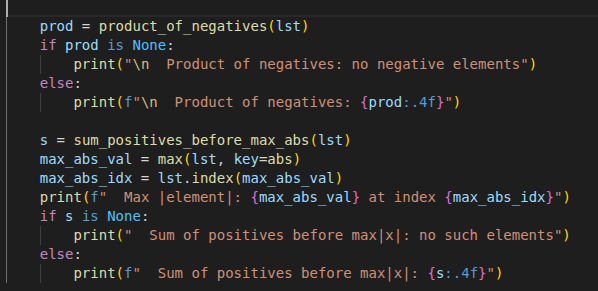 prod = product_of_negatives(lst)
if prod is None:
    print("\n  Product of negatives: no negative elements")
else:
    print(f"\n  Product of negatives: {prod:.4f}")

s = sum_positives_before_max_abs(lst)
max_abs_val = max(lst, key=abs)
max_abs_idx = lst.index(max_abs_val)
print(f"  Max |element|: {max_abs_val} at index {max_abs_idx}")
if s is None:
    print("  Sum of positives before max|x|: no such elements")
else:
    print(f"  Sum of positives before max|x|: {s:.4f}")